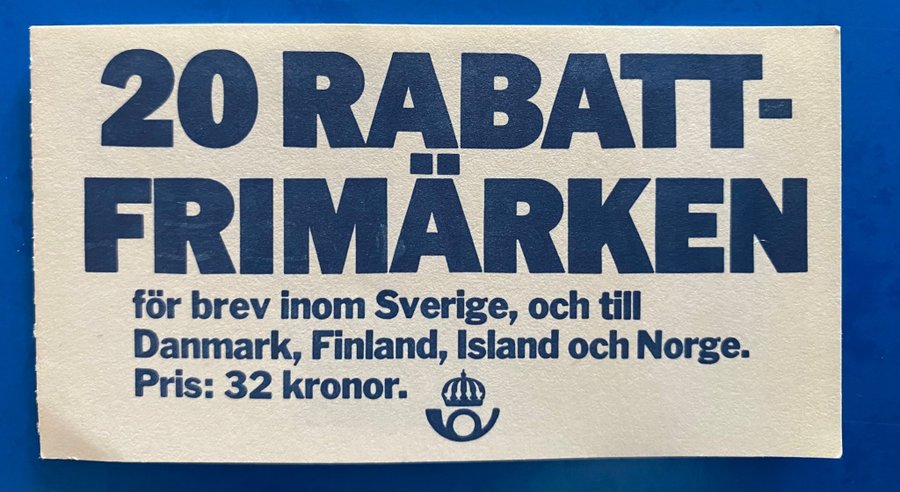 20 RABATT-
FRIMÄRKEN
för brev inom Sverige, och till
Danmark, Finland, Island och Norge.
Pris: 32 kronor.